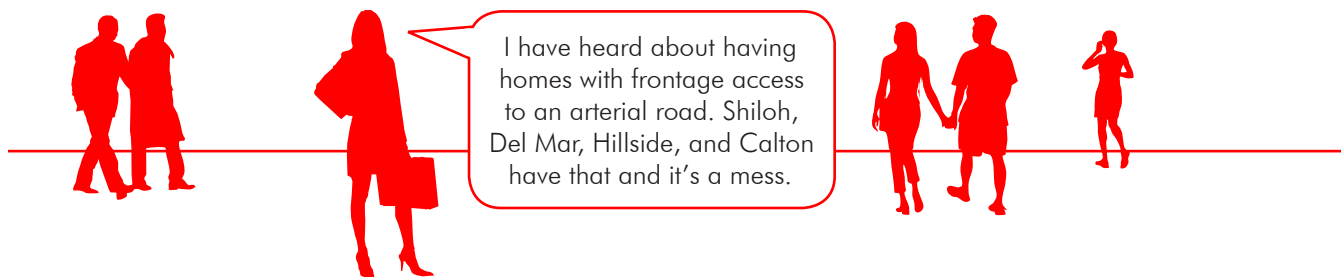 I have heard about having
homes with frontage access
to an arterial road. Shiloh,
Del Mar, Hillside, and Calton
have that and it’s a mess.